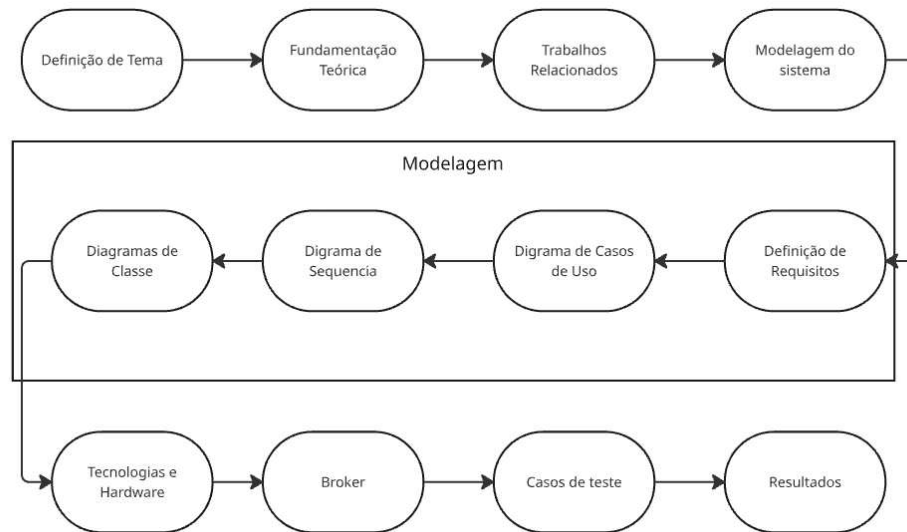 Definição de Tema
Fundamentação
Teórica
Trabalhos
Relacionados
Modelagem do
sistema
Modelagem
Diagramas de
Classe
Digrama de
Sequencia
Digrama de Casos
de Uso
Definição de
Requisitos
Tecnologias e
Hardware
Broker
Casos de teste
Resultados